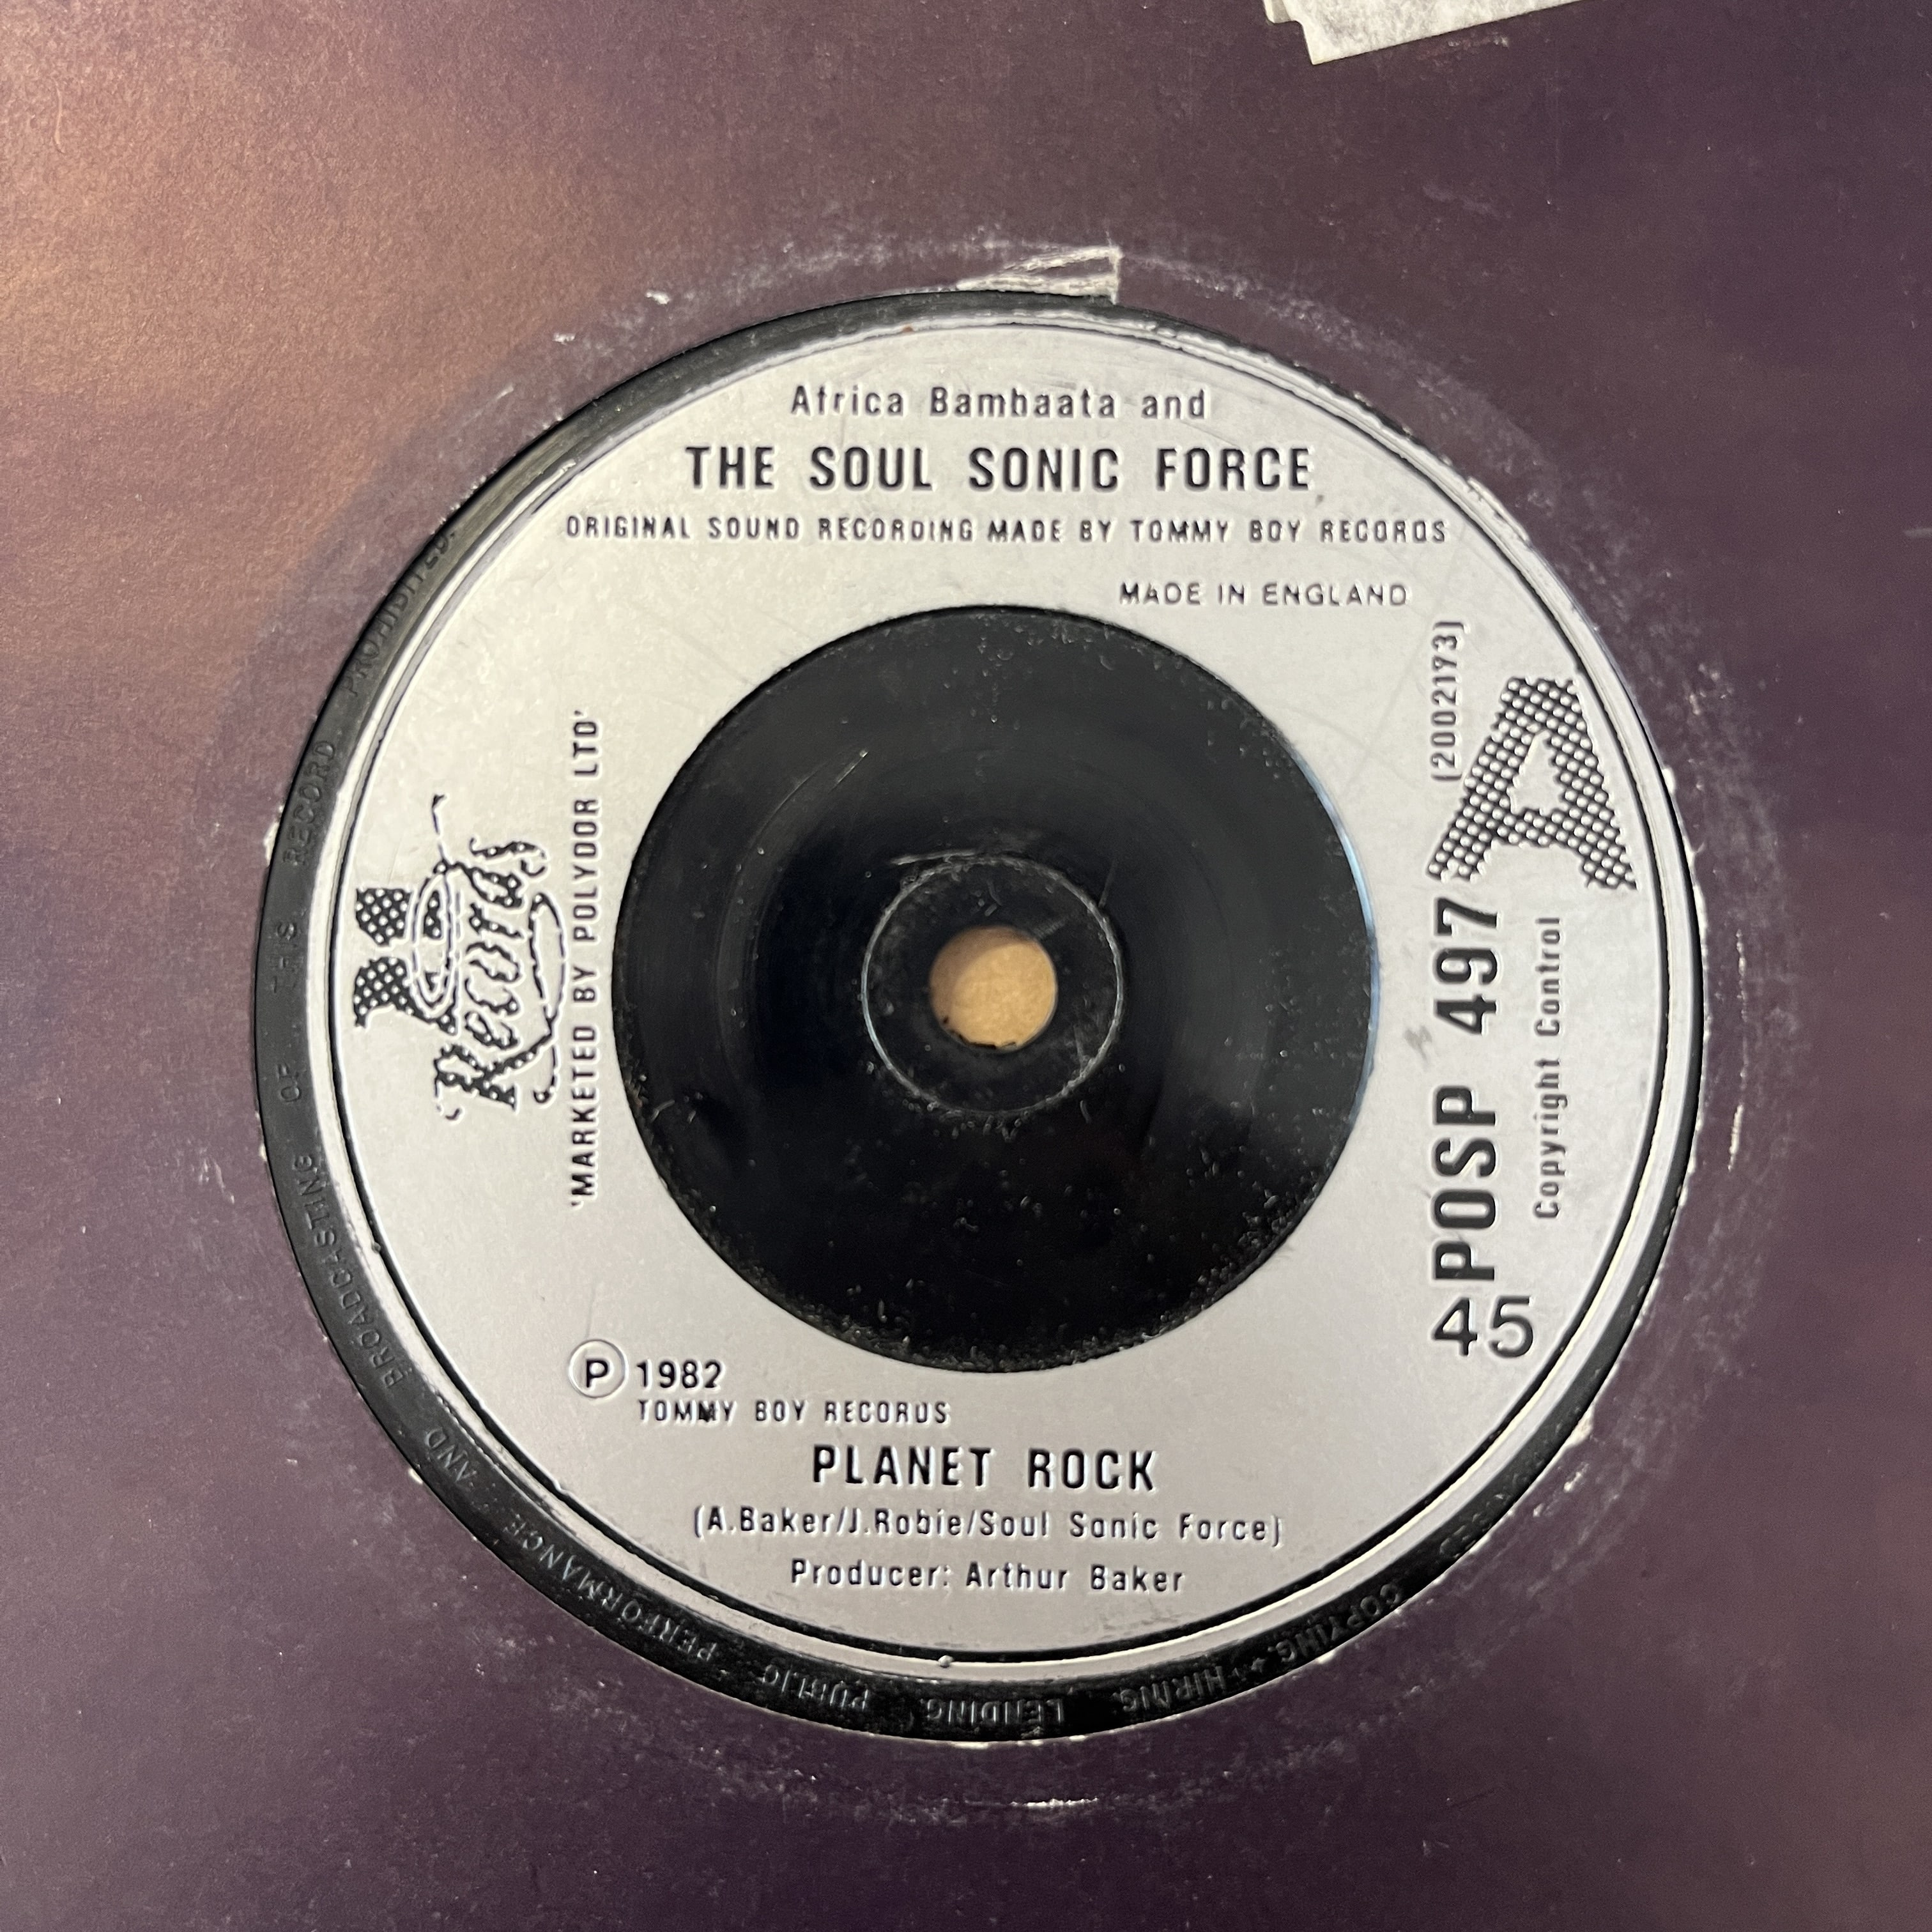 Africa Bambaata and
THE SOUL SONIC FORCE
ORIGINAL SOUND RECORDING MADE BY TOMMY BOY RECORDS
MADE IN ENGLAND
(2002173)
A
POSP 497
45
Copyright Control
21
Records
'MARKETED BY POLYDOR LTD'
Ⓟ 1982
TOMMY BOY RECORDS
PLANET ROCK
(A.Baker/J.Robie/Soul Sonic Force)
Producer: Arthur Baker
COPYING. HIRING. LENDING. PUBLIC PERFORMANCE AND BROADCASTING OF THIS RECORD PROHIBITED.